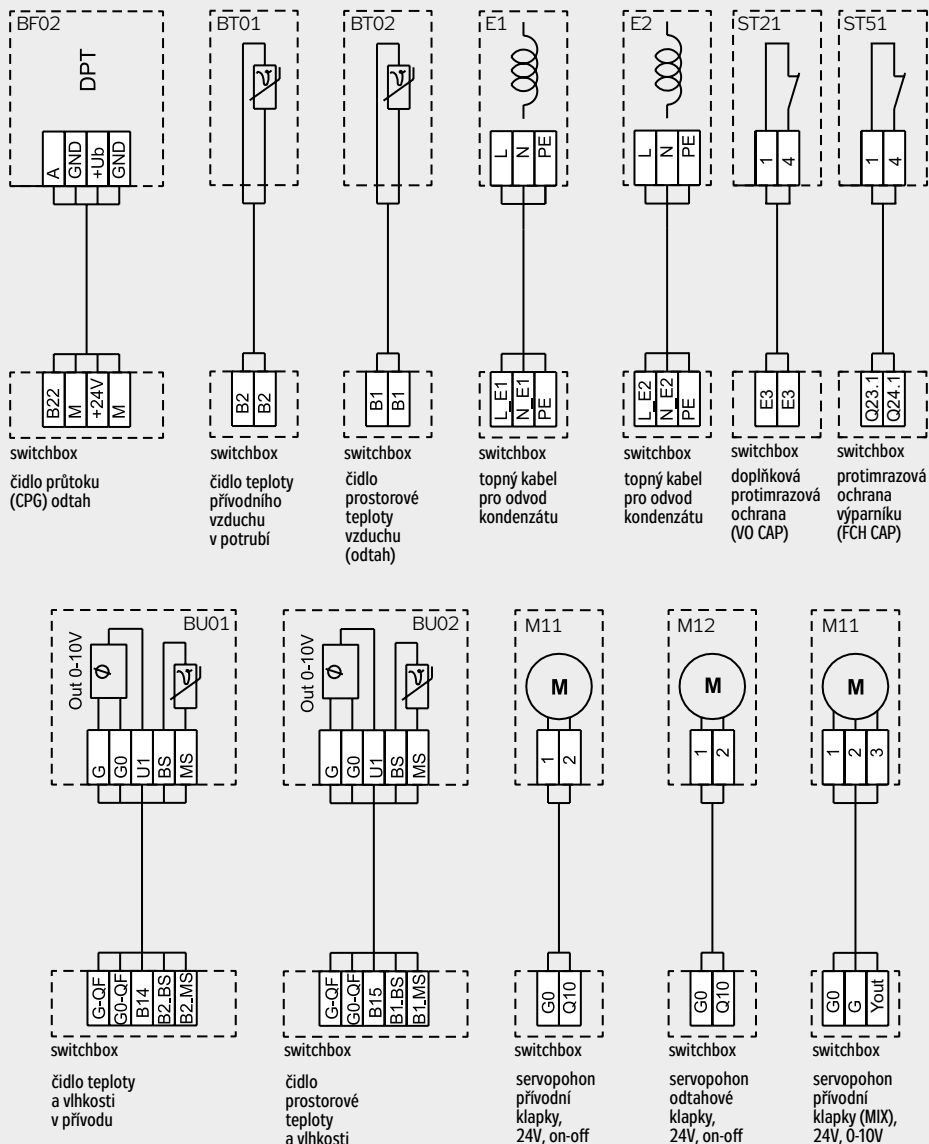 BF02
DPT
A
GND
+Ub
GND
B22
M
+24V
M
switchbox
čidlo průtoku
(CPG) odtah
BT01
B2
B2
switchbox
čidlo teploty
přívodního
vzduchu
v potrubí
BT02
B1
B1
switchbox
čidlo
prostorové
teploty
vzduchu
(odtah)
E1
L
N
PE
L_E1
N_E1
PE
switchbox
topný kabel
pro odvod
kondenzátu
E2
L
N
PE
L_E2
N_E2
PE
switchbox
topný kabel
pro odvod
kondenzátu
ST21
1
4
E3
E3
switchbox
doplňková
protimrazová
ochrana
(VO CAP)
ST51
1
4
Q23.1
Q24.1
switchbox
protimrazová
ochrana
výparníku
(FCH CAP)
BU01
Out 0-10V
G
G0
U1
BS
MS
G-QF
G0-QF
B14
B2_BS
B2_MS
switchbox
čidlo teploty
a vlhkosti
v přívodu
BU02
Out 0-10V
G
G0
U1
BS
MS
G-QF
G0-QF
B15
B1_BS
B1_MS
switchbox
čidlo
prostorové
teploty
a vlhkosti
M11
M
1
2
G0
Q10
switchbox
servopohon
přívodní
klapky,
24V, on-off
M12
M
1
2
G0
Q10
switchbox
servopohon
odtahové
klapky,
24V, on-off
M11
M
1
2
3
G0
G
Yout
switchbox
servopohon
přívodní
klapky (MIX),
24V, 0-10V